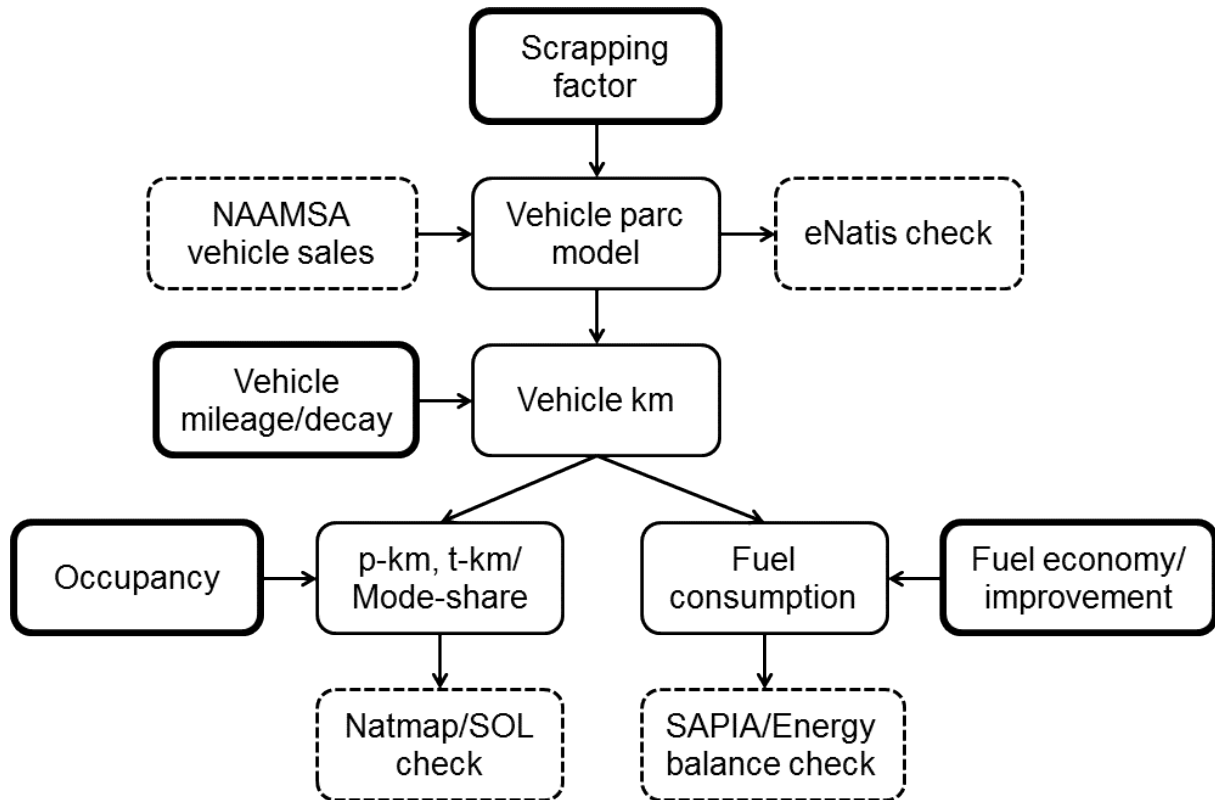 Scrapping
factor
NAAMSA
vehicle sales
Vehicle parc
model
eNatis check
Vehicle
mileage/decay
Vehicle km
Occupancy
p-km, t-km/
Mode-share
Fuel
consumption
Fuel economy/
improvement
Natmap/SOL
check
SAPIA/Energy
balance check